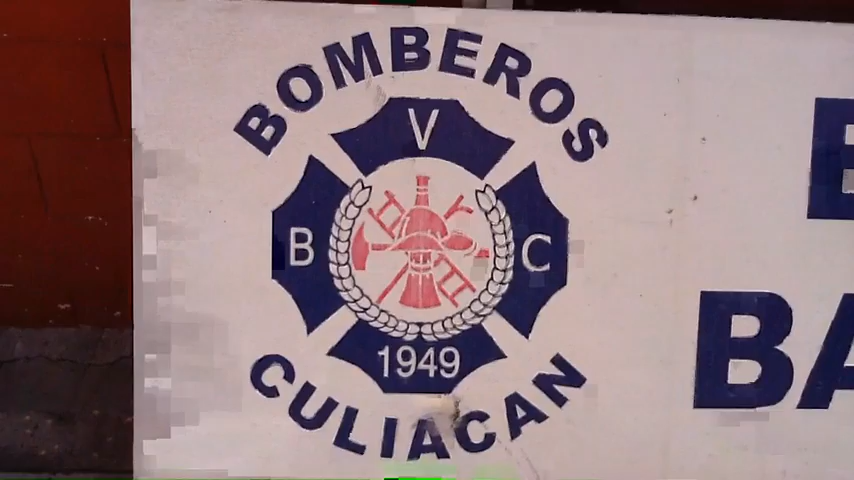 BOMBEROS
V
B C
1949
CULIACAN